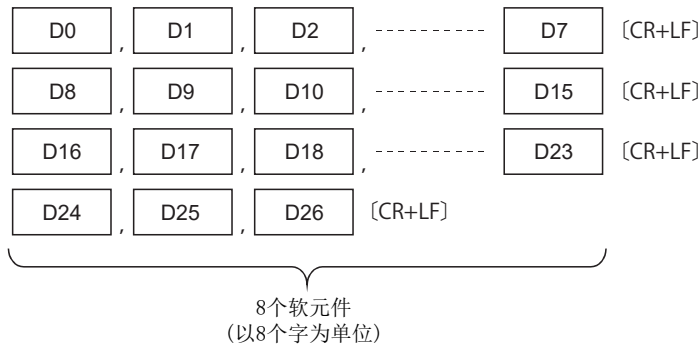 D0 , D1 , D2 , D7 〔CR+LF〕
D8 , D9 , D10 , D15 〔CR+LF〕
D16 , D17 , D18 , D23 〔CR+LF〕
D24 , D25 , D26 〔CR+LF〕
8个软元件
(以8个字为单位)